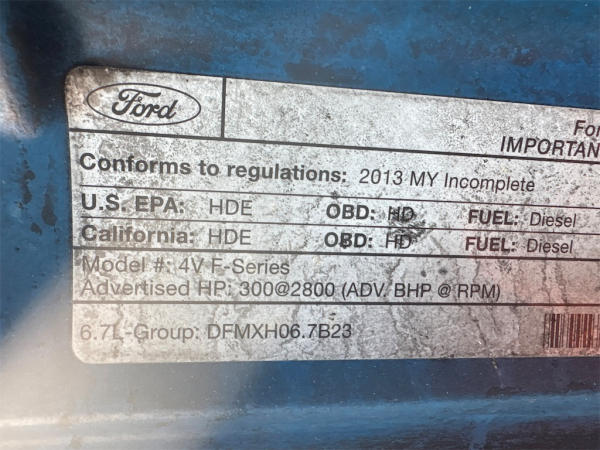 Ford
For
IMPORTAN
Conforms to regulations: 2013 MY Incomplete
U.S. EPA: HDE OBD: HD FUEL: Diesel
California: HDE OBD: HD FUEL: Diesel
Model #: 4V F-Series
Advertised HP: 300@2800 (ADV. BHP @ RPM)
6.7L-Group: DFMXH06.7B23